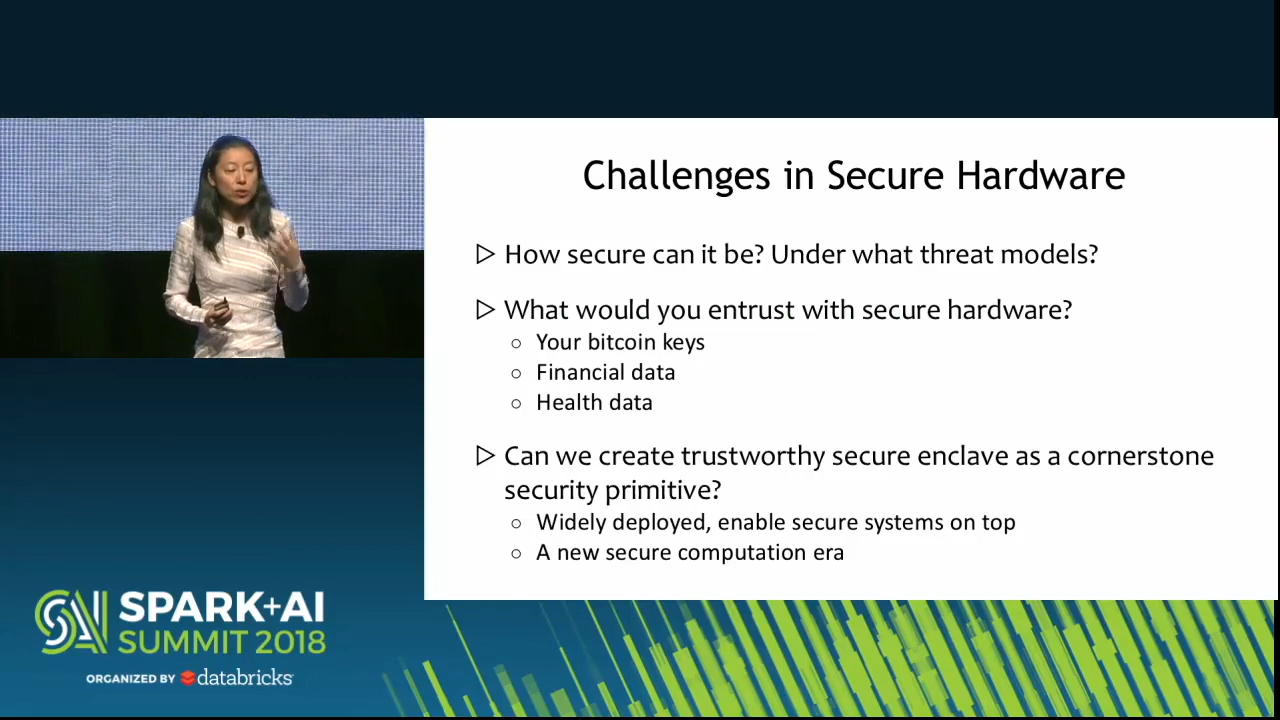 Challenges in Secure Hardware
▷ How secure can it be? Under what threat models?
▷ What would you entrust with secure hardware?
○ Your bitcoin keys
○ Financial data
○ Health data
▷ Can we create trustworthy secure enclave as a cornerstone
security primitive?
○ Widely deployed, enable secure systems on top
○ A new secure computation era
SAI SPARK+AI
SUMMIT 2018
ORGANIZED BY databricks